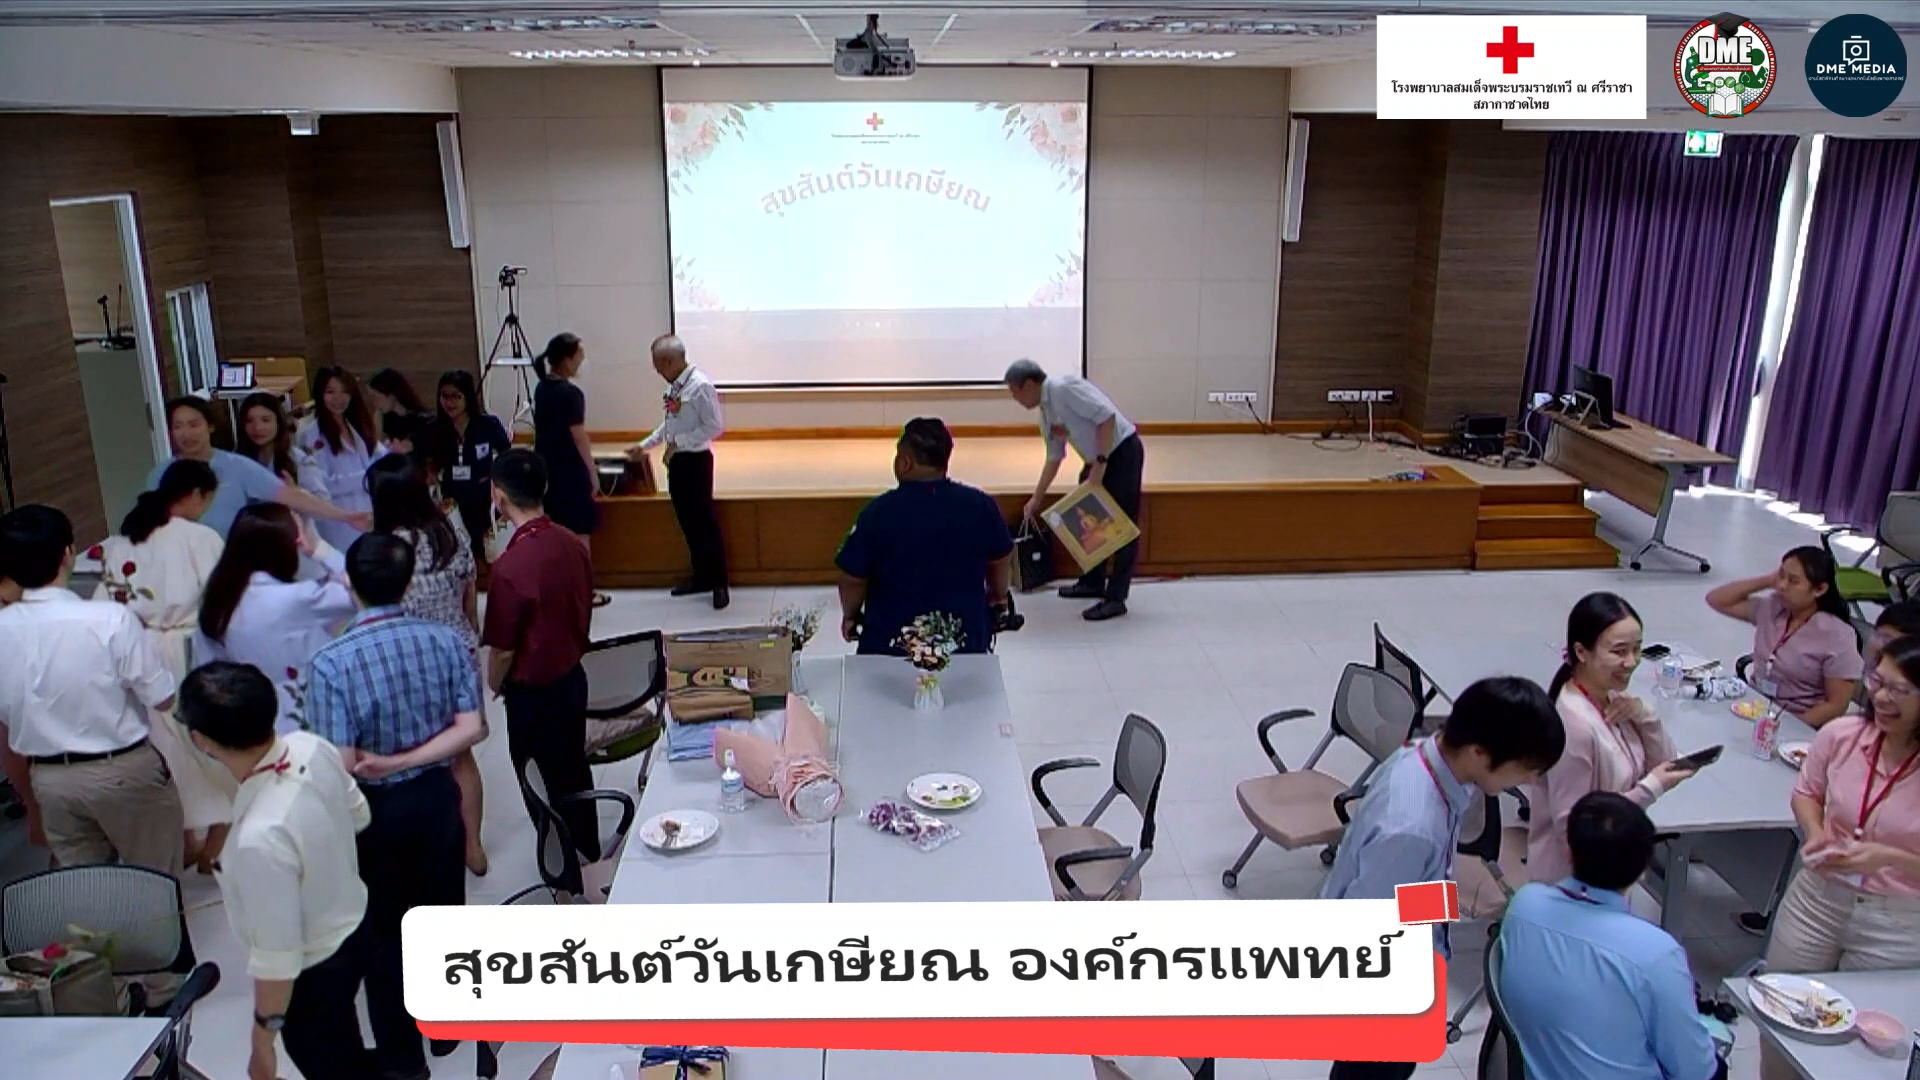 โรงพยาบาลสมเด็จพระบรมราชเทวี ณ ศรีราชา
สภากาชาดไทย
DME
DME MEDIA
สุขสันต์วันเกษียณ
สุขสันต์วันเกษียณ องค์กรแพทย์